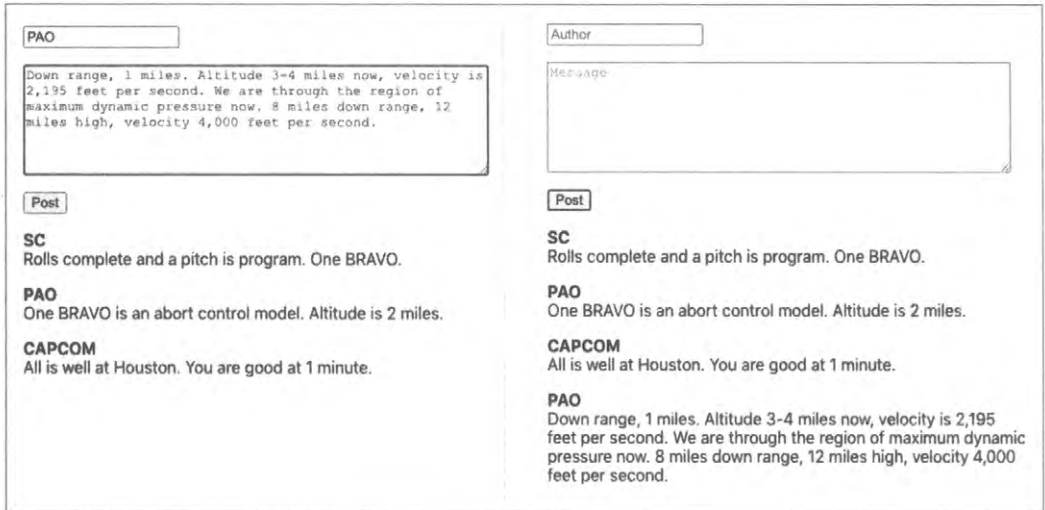 PAO
Down range, 1 miles. Altitude 3-4 miles now, velocity is
2,195 feet per second. We are through the region of
maximum dynamic pressure now. 8 miles down range, 12
miles high, velocity 4,000 feet per second.
Post
SC
Rolls complete and a pitch is program. One BRAVO.
PAO
One BRAVO is an abort control model. Altitude is 2 miles.
CAPCOM
All is well at Houston. You are good at 1 minute.
Author
Message
Post
SC
Rolls complete and a pitch is program. One BRAVO.
PAO
One BRAVO is an abort control model. Altitude is 2 miles.
CAPCOM
All is well at Houston. You are good at 1 minute.
PAO
Down range, 1 miles. Altitude 3-4 miles now, velocity is 2,195
feet per second. We are through the region of maximum dynamic
pressure now. 8 miles down range, 12 miles high, velocity 4,000
feet per second.